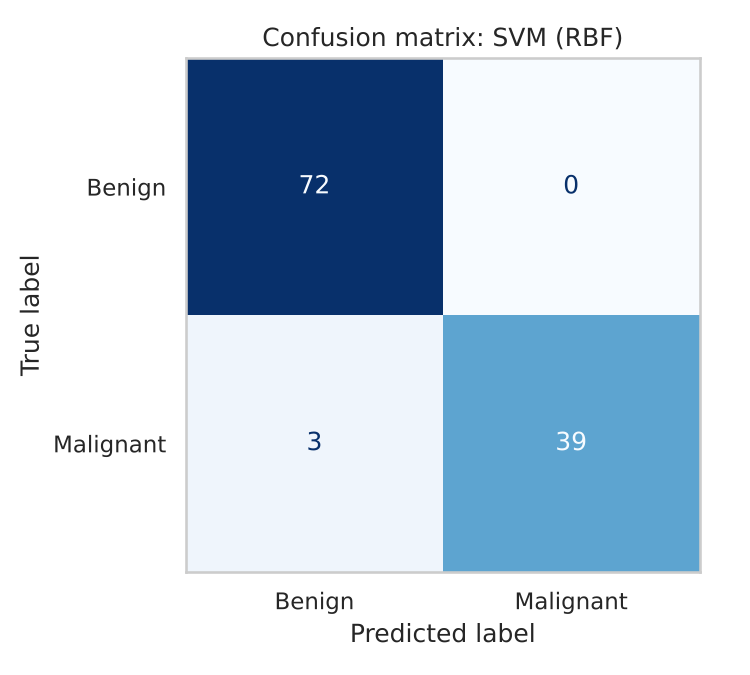 Confusion matrix: SVM (RBF)
Benign
72
0
True label
Malignant
3
39
Benign
Malignant
Predicted label